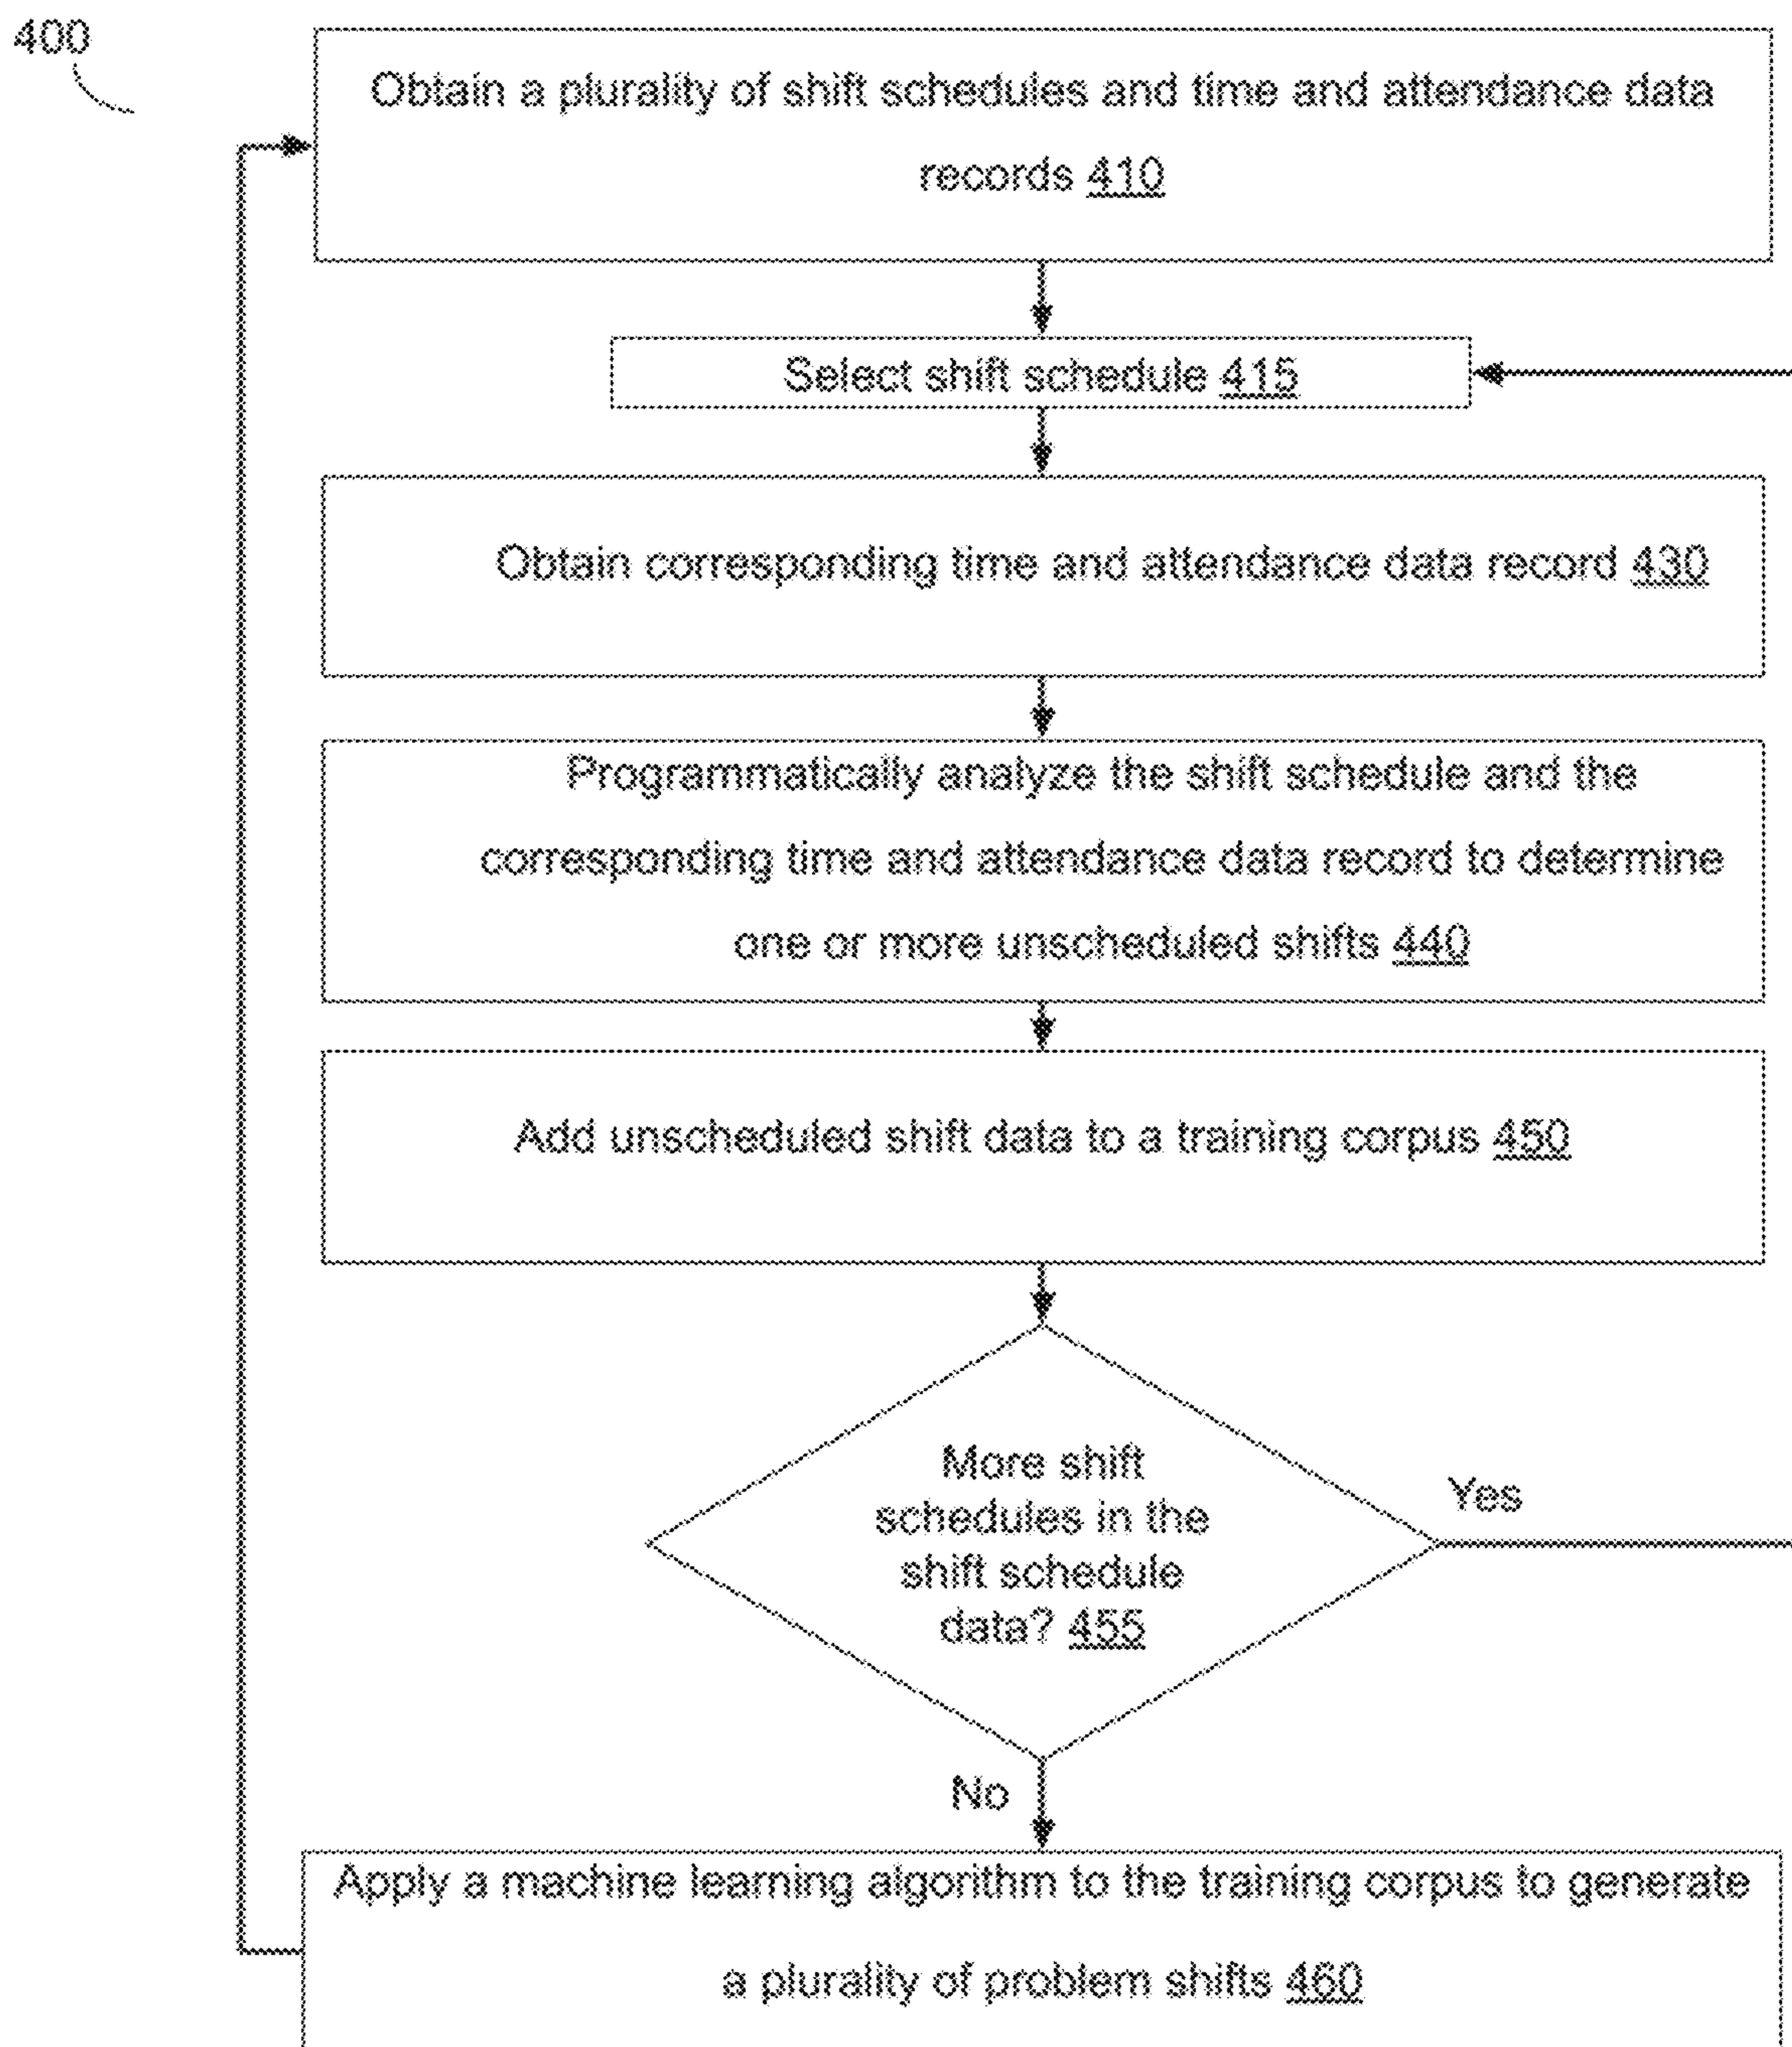 400
Obtain a plurality of shift schedules and time and attendance data
records 410
Select shift schedule 415
Obtain corresponding time and attendance data record 430
Programmatically analyze the shift schedule and the
corresponding time and attendance data record to determine
one or more unscheduled shifts 440
Add unscheduled shift data to a training corpus 450
More shift
schedules in the
shift schedule
data? 455
Yes
No
Apply a machine learning algorithm to the training corpus to generate
a plurality of problem shifts 460